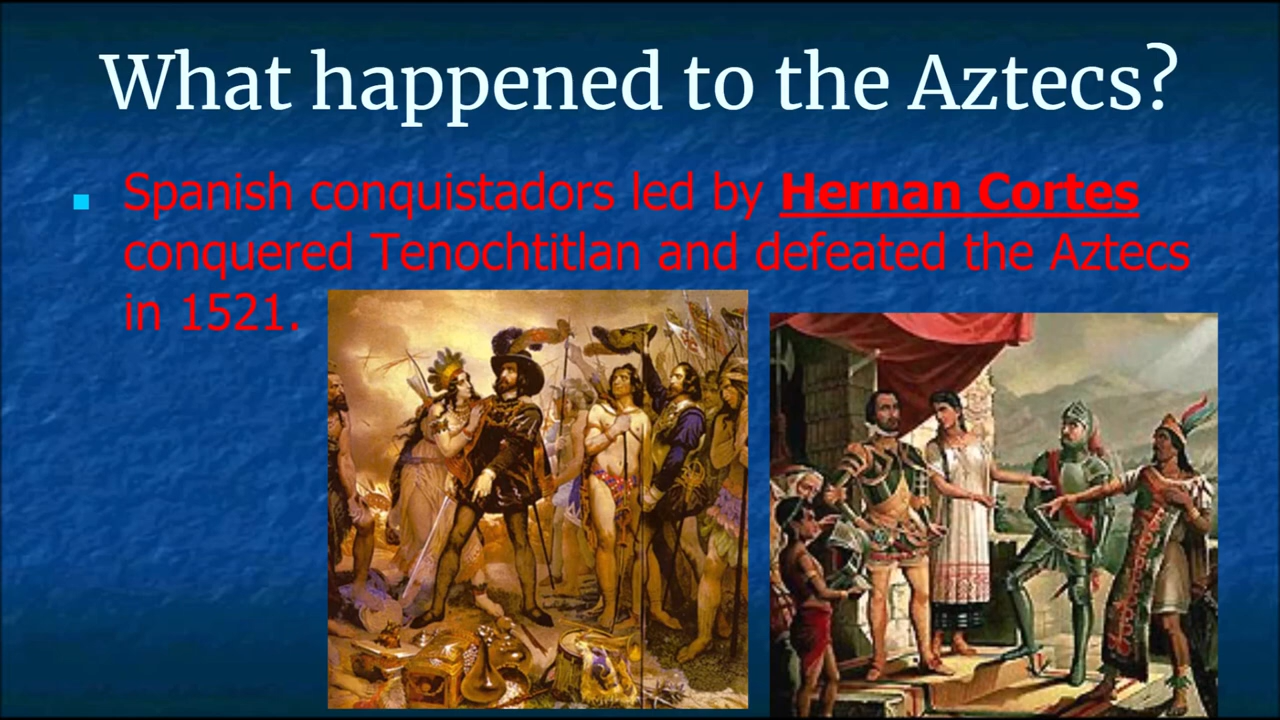 What happened to the Aztecs?
Spanish conquistadors led by Hernan Cortes
conquered Tenochtitlan and defeated the Aztecs
in 1521.